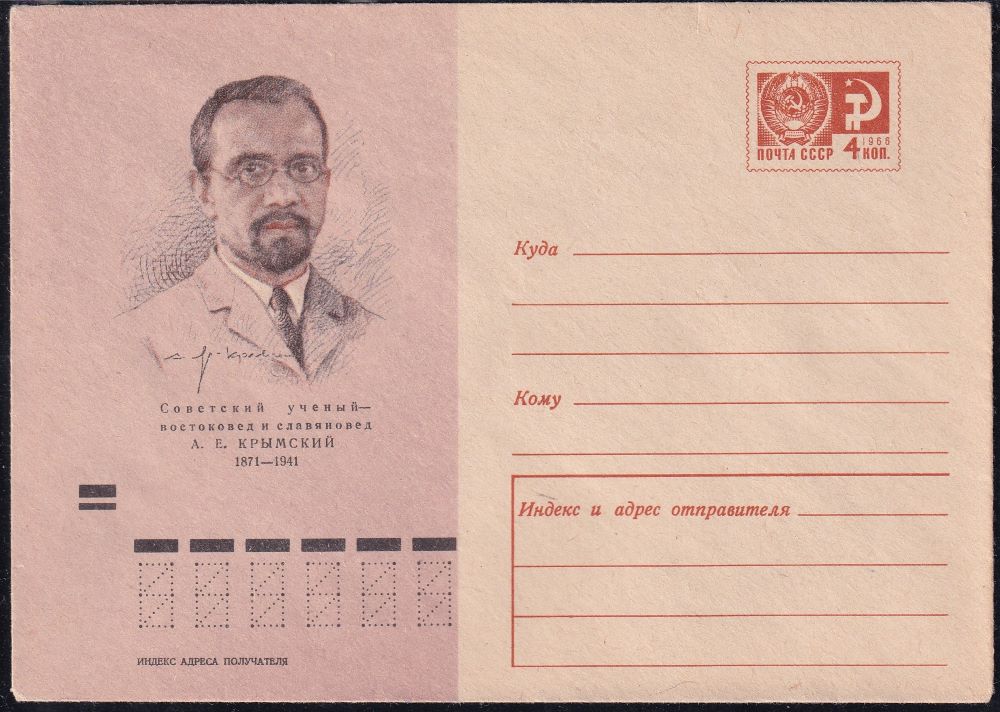 ПОЧТА СССР 4 1966 КОП.
Советский ученый—
востоковед и славяновед
А. Е. КРЫМСКИЙ
1871—1941
ИНДЕКС АДРЕСА ПОЛУЧАТЕЛЯ
Куда
Кому
Индекс и адрес отправителя